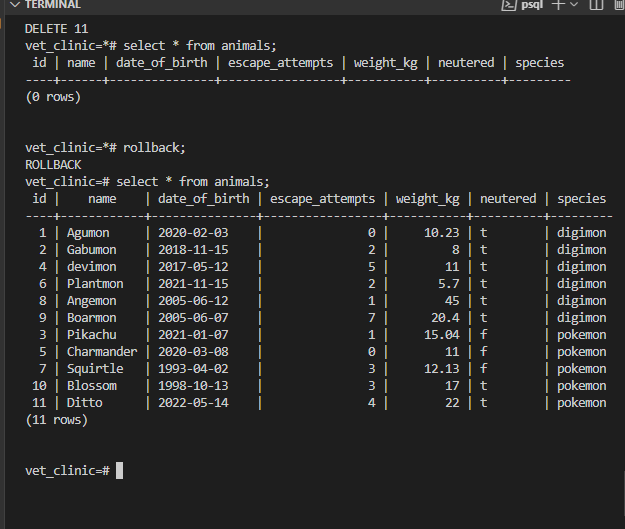 TERMINAL psql
DELETE 11
vet_clinic=*# select * from animals;
 id | name | date_of_birth | escape_attempts | weight_kg | neutered | species
----+------+---------------+-----------------+-----------+----------+---------
(0 rows)
vet_clinic=*# rollback;
ROLLBACK
vet_clinic=# select * from animals;
 id |    name    | date_of_birth | escape_attempts | weight_kg | neutered | species
----+------------+---------------+-----------------+-----------+----------+---------
  1 | Agumon     | 2020-02-03    |               0 |     10.23 | t        | digimon
  2 | Gabumon    | 2018-11-15    |               2 |         8 | t        | digimon
  4 | devimon    | 2017-05-12    |               5 |        11 | t        | digimon
  6 | Plantmon   | 2021-11-15    |               2 |       5.7 | t        | digimon
  8 | Angemon    | 2005-06-12    |               1 |        45 | t        | digimon
  9 | Boarmon    | 2005-06-07    |               7 |      20.4 | t        | digimon
  3 | Pikachu    | 2021-01-07    |               1 |     15.04 | f        | pokemon
  5 | Charmander | 2020-03-08    |               0 |        11 | f        | pokemon
  7 | Squirtle   | 1993-04-02    |               3 |     12.13 | f        | pokemon
 10 | Blossom    | 1998-10-13    |               3 |        17 | t        | pokemon
 11 | Ditto      | 2022-05-14    |               4 |        22 | t        | pokemon
(11 rows)
vet_clinic=#